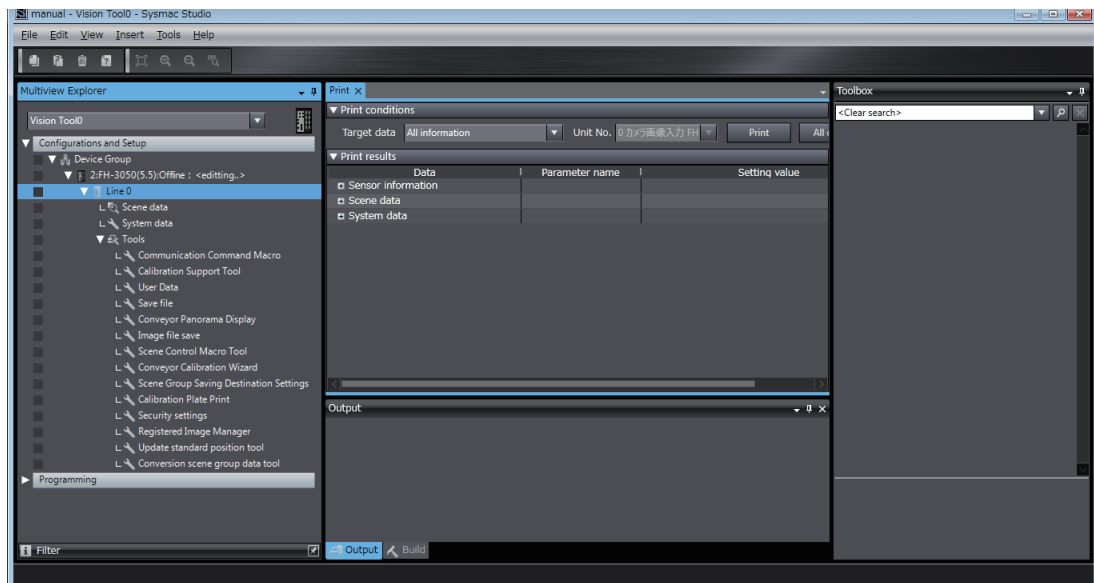 manual - Vision Tool0 - Sysmac Studio
File Edit View Insert Tools Help
Multiview Explorer
Vision Tool0
Configurations and Setup
Device Group
2:FH-3050(5.5):Offine : <editting..>
Line 0
Scene data
System data
Tools
Communication Command Macro
Calibration Support Tool
User Data
Save file
Conveyor Panorama Display
Image file save
Scene Control Macro Tool
Conveyor Calibration Wizard
Scene Group Saving Destination Settings
Calibration Plate Print
Security settings
Registered Image Manager
Update standard position tool
Conversion scene group data tool
Programming
Filter
Print
Print conditions
Target data All information Unit No. 0 カメラ画像入力 FH Print All
Print results
Data Parameter name Setting value
Sensor information
Scene data
System data
Output
Output Build
Toolbox
<Clear search>